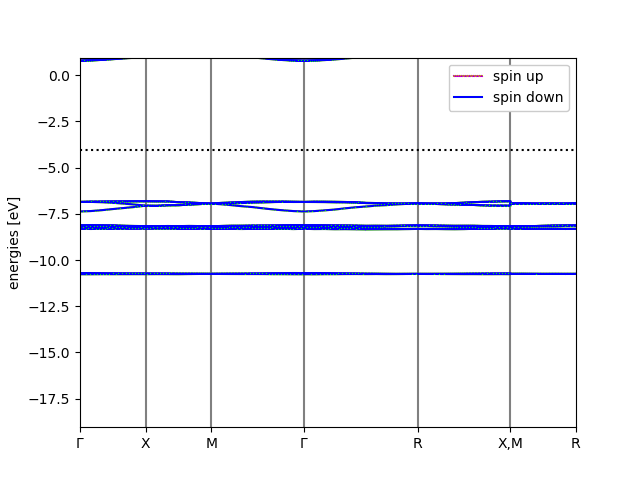 0.0
−2.5
−5.0
−7.5
−10.0
−12.5
−15.0
−17.5
energies [eV]
spin up
spin down
Γ X M Γ R X,M R